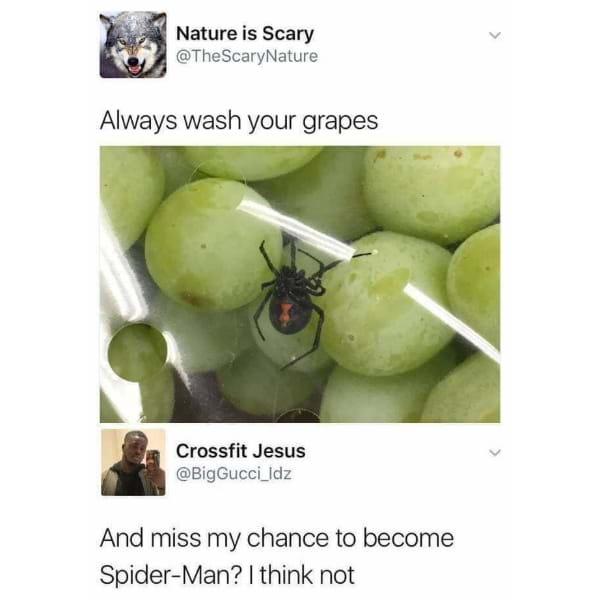 Nature is Scary
@TheScaryNature
Always wash your grapes
Crossfit Jesus
@BigGucci_ldz
And miss my chance to become
Spider-Man? I think not